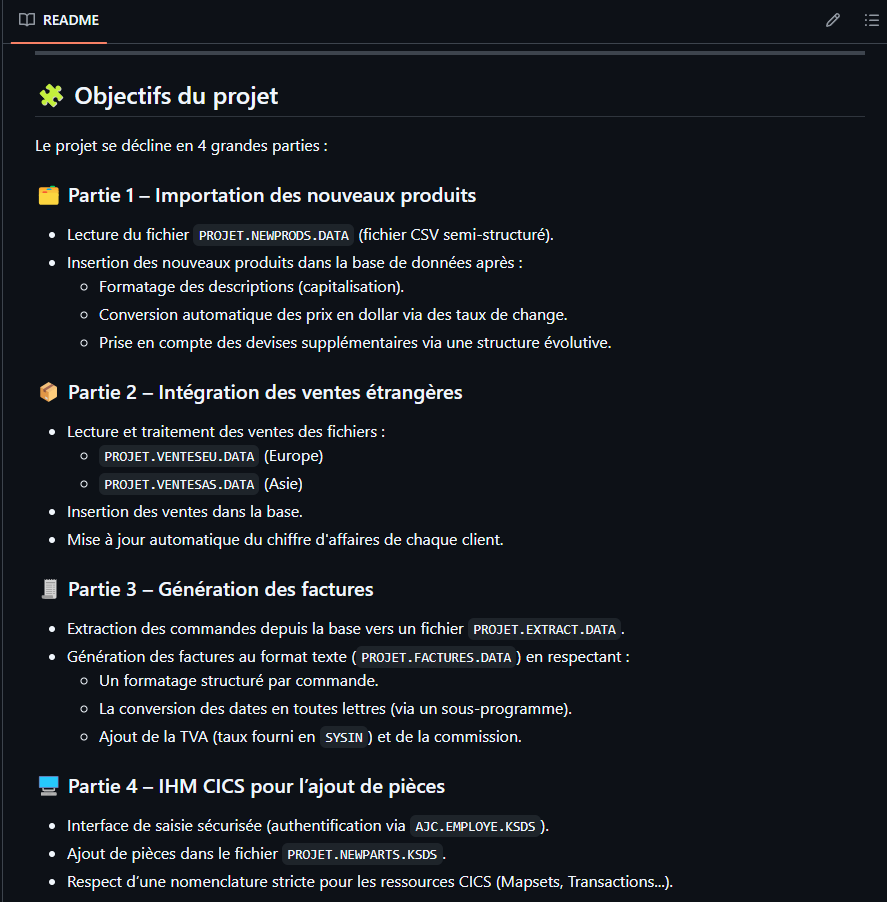 README
Objectifs du projet
Le projet se décline en 4 grandes parties :
Partie 1 – Importation des nouveaux produits
Lecture du fichier PROJET.NEWPRODS.DATA (fichier CSV semi-structuré).
Insertion des nouveaux produits dans la base de données après :
Formatage des descriptions (capitalisation).
Conversion automatique des prix en dollar via des taux de change.
Prise en compte des devises supplémentaires via une structure évolutive.
Partie 2 – Intégration des ventes étrangères
Lecture et traitement des ventes des fichiers :
PROJET.VENTESEU.DATA (Europe)
PROJET.VENTESAS.DATA (Asie)
Insertion des ventes dans la base.
Mise à jour automatique du chiffre d'affaires de chaque client.
Partie 3 – Génération des factures
Extraction des commandes depuis la base vers un fichier PROJET.EXTRACT.DATA.
Génération des factures au format texte (PROJET.FACTURES.DATA) en respectant :
Un formatage structuré par commande.
La conversion des dates en toutes lettres (via un sous-programme).
Ajout de la TVA (taux fourni en SYSIN) et de la commission.
Partie 4 – IHM CICS pour l’ajout de pièces
Interface de saisie sécurisée (authentification via AJC.EMPLOYE.KSDS).
Ajout de pièces dans le fichier PROJET.NEWPARTS.KSDS.
Respect d’une nomenclature stricte pour les ressources CICS (Mapsets, Transactions…).